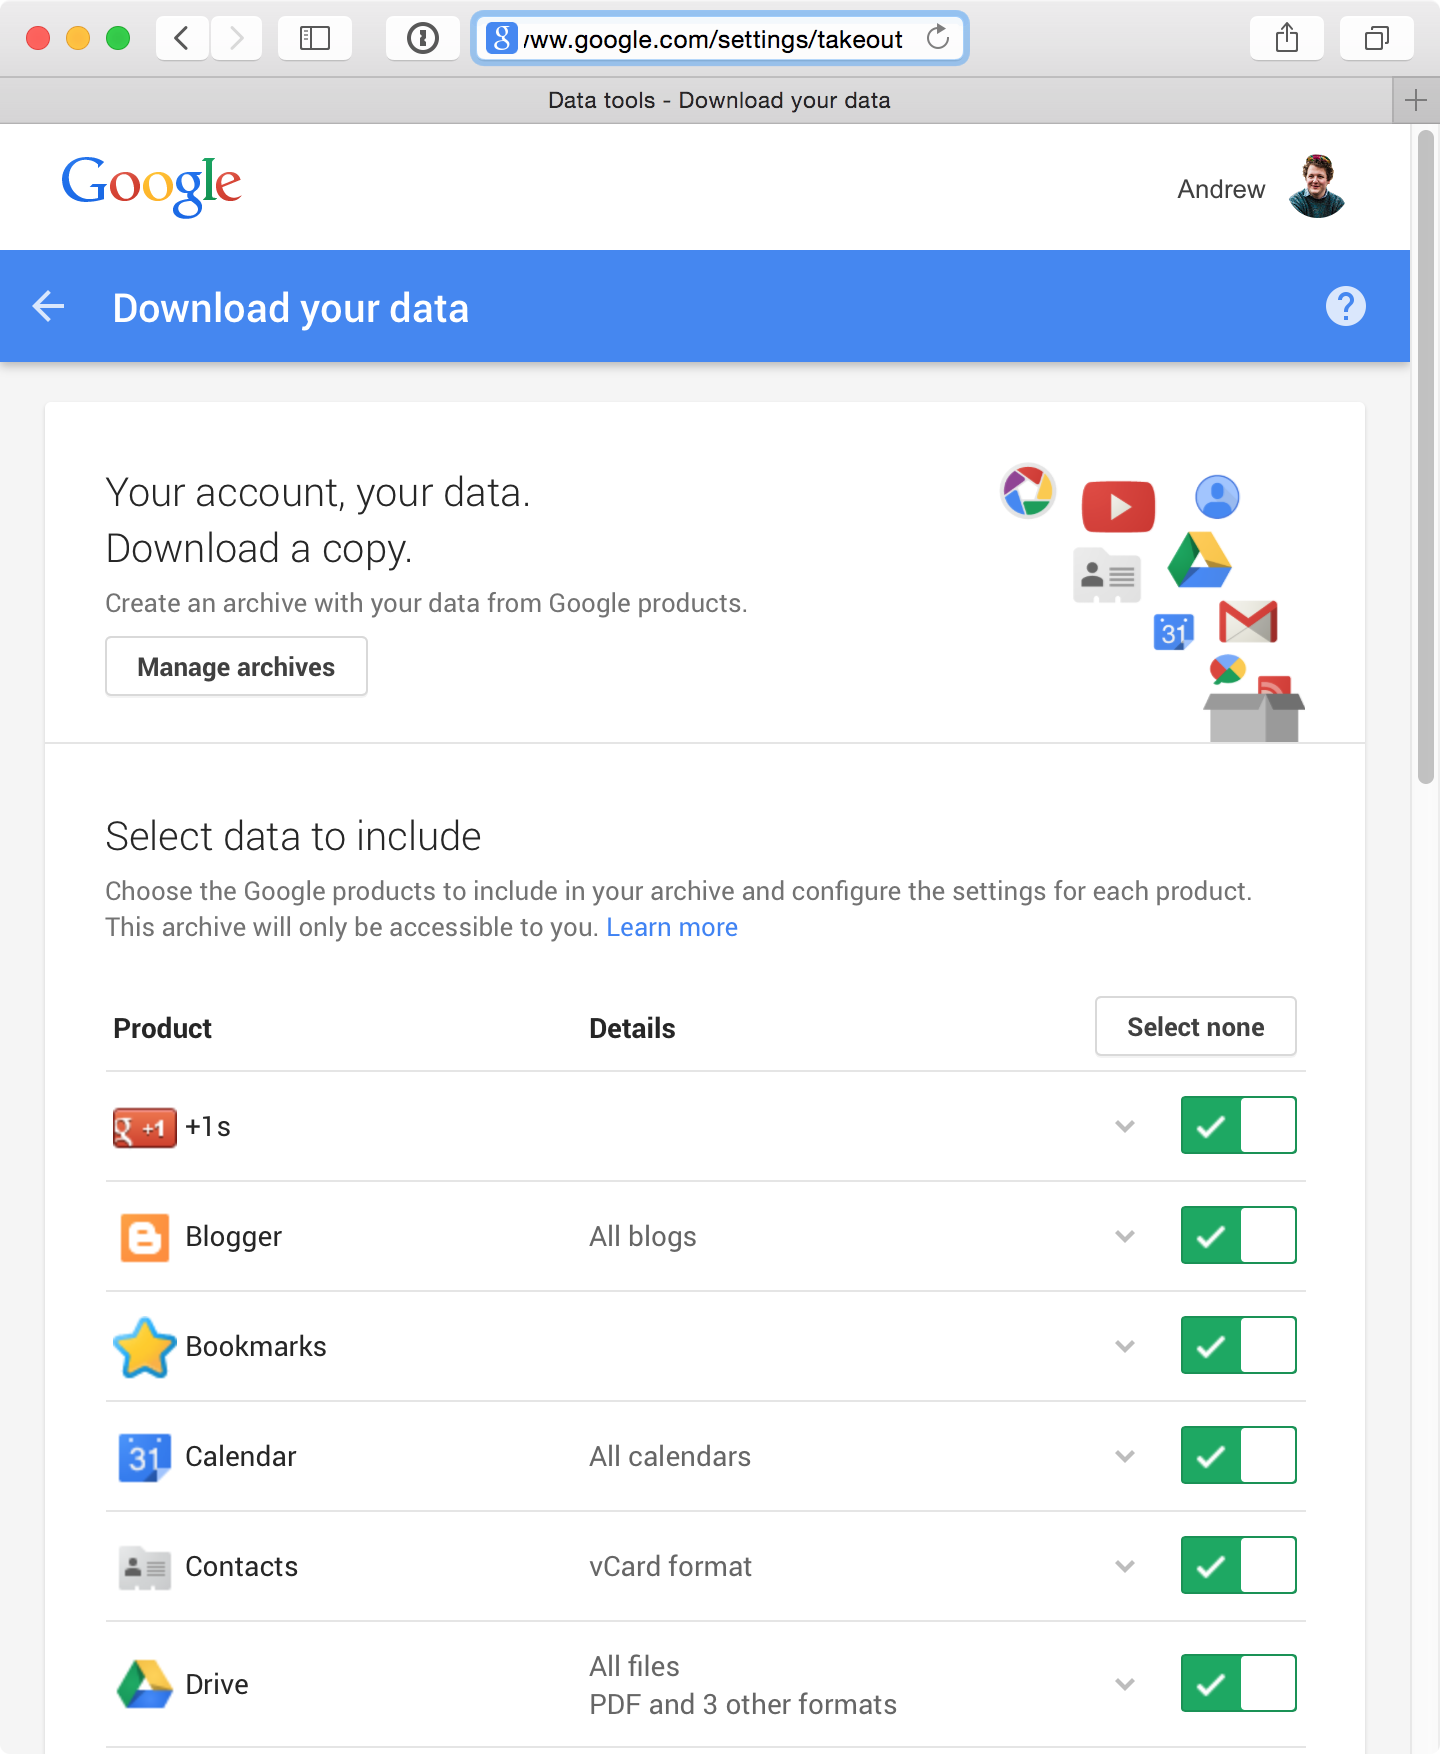 www.google.com/settings/takeout
Data tools - Download your data
Google
Andrew
Download your data
?
Your account, your data.
Download a copy.
Create an archive with your data from Google products.
31
Manage archives
Select data to include
Choose the Google products to include in your archive and configure the settings for each product.
This archive will only be accessible to you. Learn more
Product Details Select none
g +1 +1s
Blogger All blogs
Bookmarks
31 Calendar All calendars
Contacts vCard format
Drive All files
PDF and 3 other formats